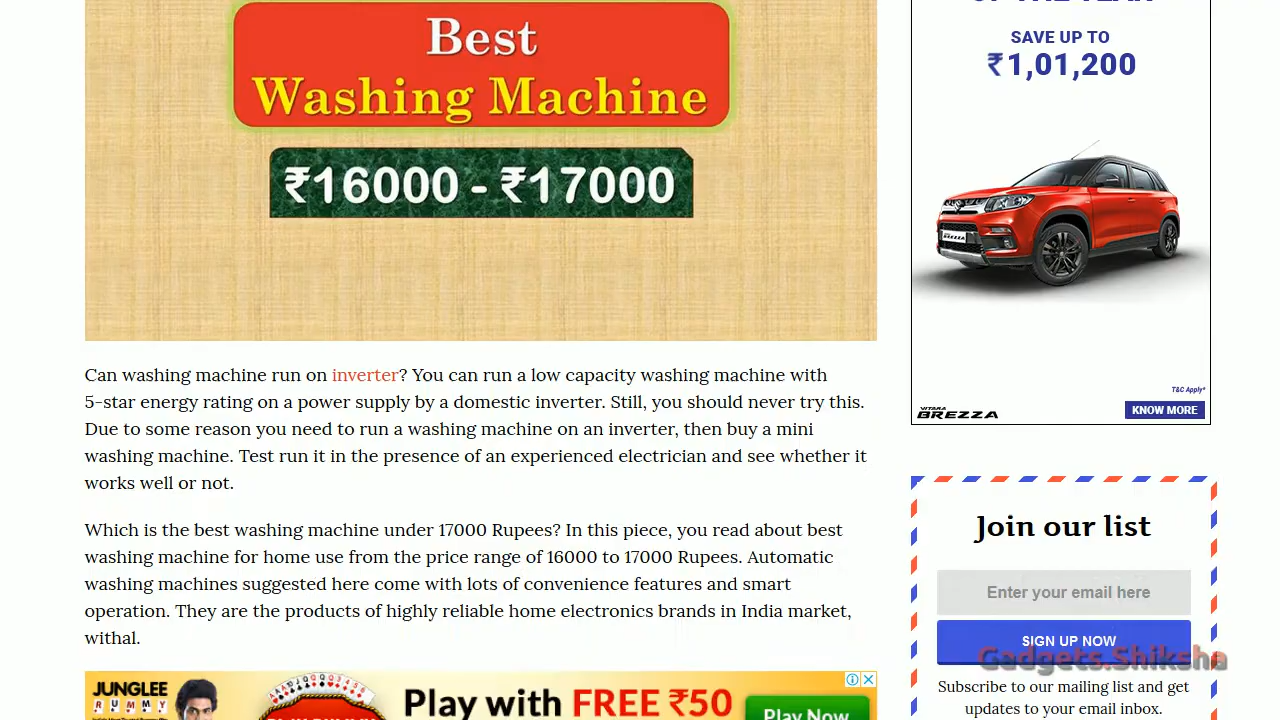 Best
Washing Machine
₹16000 - ₹17000
Can washing machine run on inverter? You can run a low capacity washing machine with
5-star energy rating on a power supply by a domestic inverter. Still, you should never try this.
Due to some reason you need to run a washing machine on an inverter, then buy a mini
washing machine. Test run it in the presence of an experienced electrician and see whether it
works well or not.
Which is the best washing machine under 17000 Rupees? In this piece, you read about best
washing machine for home use from the price range of 16000 to 17000 Rupees. Automatic
washing machines suggested here come with lots of convenience features and smart
operation. They are the products of highly reliable home electronics brands in India market,
withal.
JUNGLEE
RUMMY
Play with FREE ₹50
Play Now
OF THE YEAR
SAVE UP TO
₹1,01,200
BREZZA
T&C Apply*
VITARA
BREZZA
KNOW MORE
Join our list
Enter your email here
SIGN UP NOW
Gadgets.Shiksha
Subscribe to our mailing list and get
updates to your email inbox.